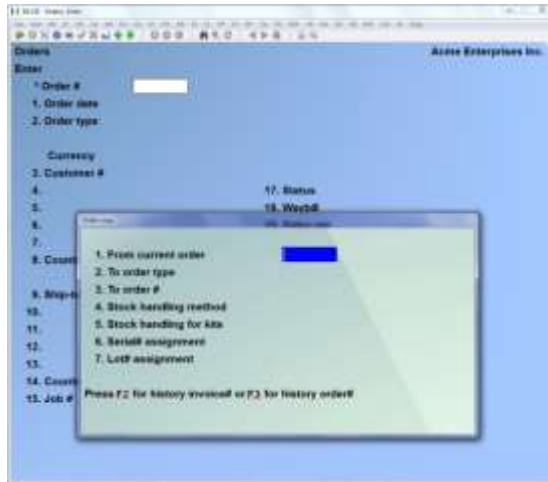 Orders
Acme Enterprises Inc.
Enter
* Order #
1. Order date
2. Order type
Currency
3. Customer #
4.
17. Status
5.
18. Waybill
6.
7.
8.
9. Ship-
10.
11.
12.
13.
14.
15. Job #
1. From current order
2. To order type
3. To order #
4. Stock handling method
5. Stock handling for kits
6. Serial# assignment
7. Lot# assignment
Press F2 for history invoice# or F3 for history order#